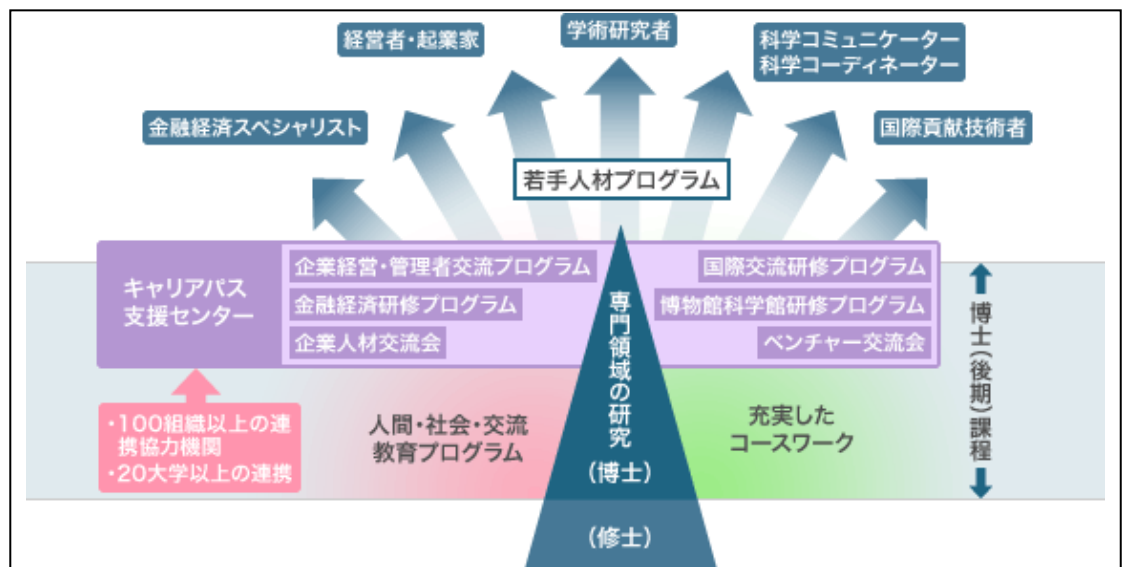 経営者・起業家
学術研究者
科学コミュニケーター
科学コーディネーター
金融経済スペシャリスト
国際貢献技術者
若手人材プログラム
キャリアパス
支援センター
企業経営・管理者交流プログラム
金融経済研修プログラム
企業人材交流会
国際交流研修プログラム
博物館科学館研修プログラム
ベンチャー交流会
専門領域の研究
(博士)
(修士)
博士(後期)課程
・100組織以上の連
携協力機関
・20大学以上の連携
人間・社会・交流
教育プログラム
充実した
コースワーク